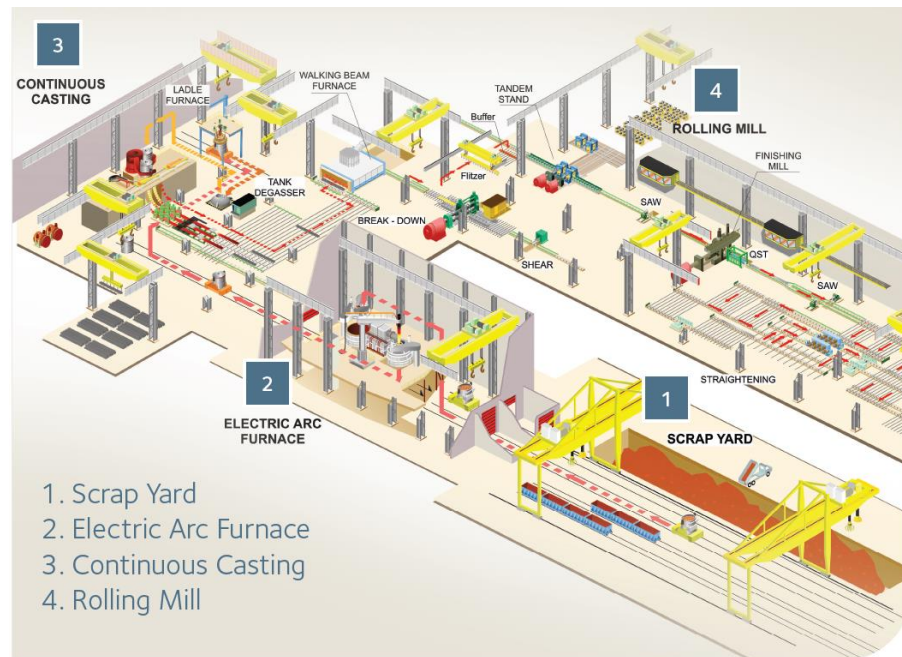 3
CONTINUOUS
CASTING
LADLE
FURNACE
WALKING BEAM
FURNACE
TANDEM
STAND
4
ROLLING MILL
Buffer
Flitzer
FINISHING
MILL
TANK
DEGASSER
BREAK - DOWN
SHEAR
SAW
QST
SAW
STRAIGHTENING
2
ELECTRIC ARC
FURNACE
1
SCRAP YARD
1. Scrap Yard
2. Electric Arc Furnace
3. Continuous Casting
4. Rolling Mill